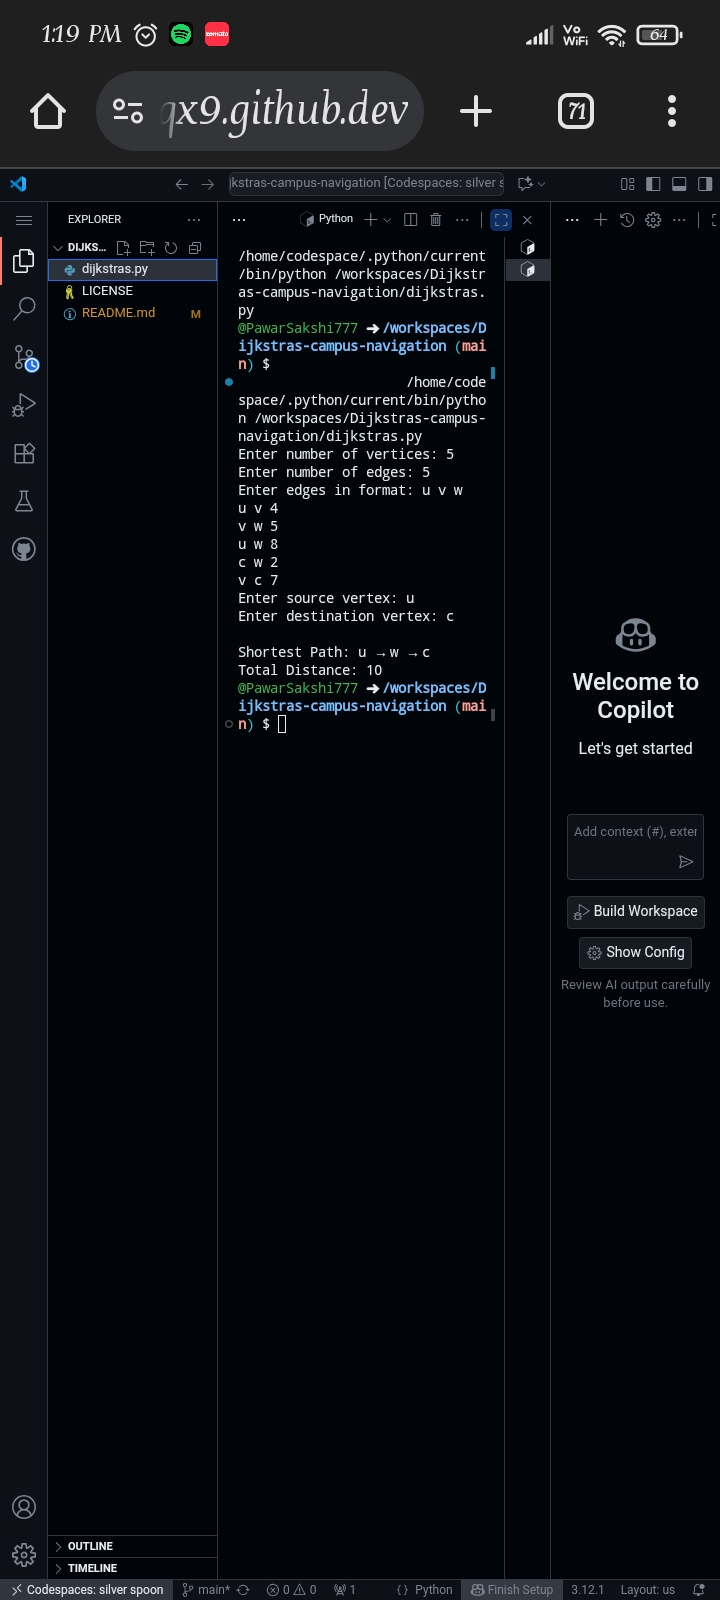 1:19 PM
zomato
Vo
WiFi
64
qx9.github.dev
71
jkstras-campus-navigation [Codespaces: silver s
EXPLORER
DIJKS...
dijkstras.py
LICENSE
README.md M
Python
/home/codespace/.python/current
/bin/python /workspaces/Dijkstr
as-campus-navigation/dijkstras.
py
@PawarSakshi777 ➜ /workspaces/D
ijkstras-campus-navigation (mai
n) $
/home/code
space/.python/current/bin/pytho
n /workspaces/Dijkstras-campus-
navigation/dijkstras.py
Enter number of vertices: 5
Enter number of edges: 5
Enter edges in format: u v w
u v 4
v w 5
u w 8
c w 2
v c 7
Enter source vertex: u
Enter destination vertex: c
Shortest Path: u → w → c
Total Distance: 10
@PawarSakshi777 ➜ /workspaces/D
ijkstras-campus-navigation (mai
n) $
Welcome to
Copilot
Let's get started
Add context (#), exter
Build Workspace
Show Config
Review AI output carefully
before use.
OUTLINE
TIMELINE
Codespaces: silver spoon
main*
0
0
1
{ } Python
Finish Setup
3.12.1
Layout: us